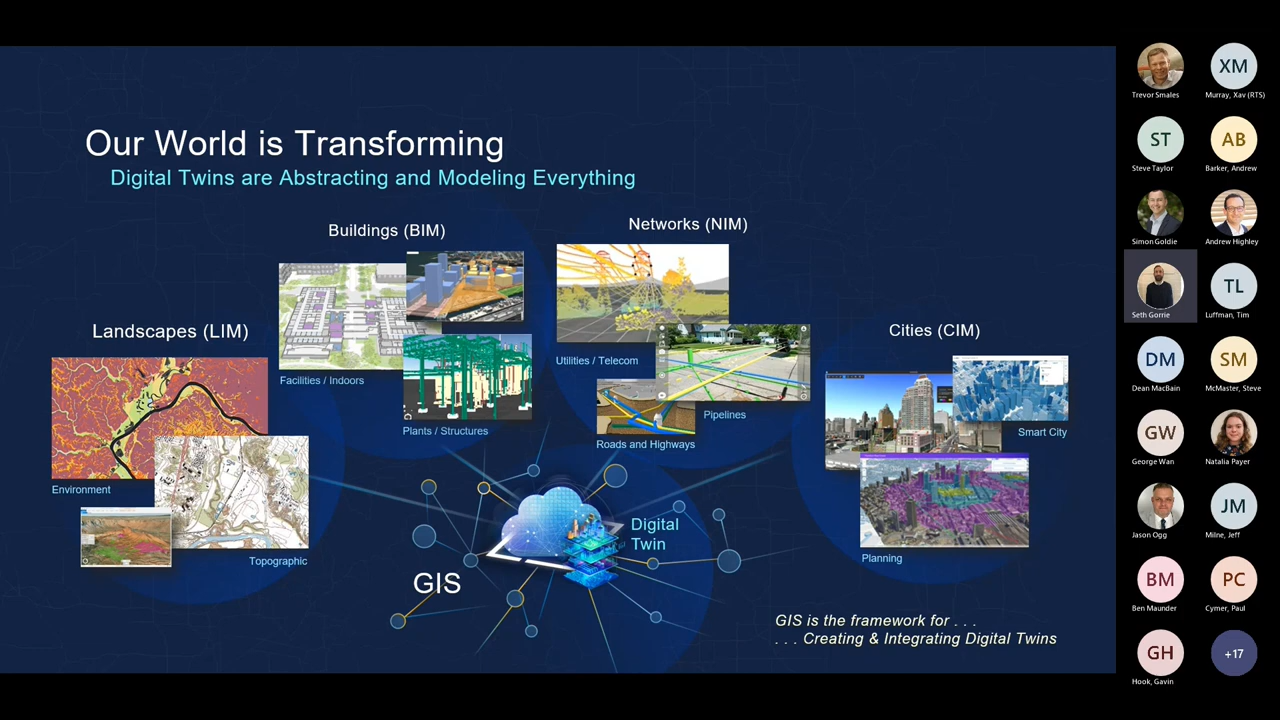 Our World is Transforming
Digital Twins are Abstracting and Modeling Everything
Landscapes (LIM)
Environment
Topographic
Buildings (BIM)
Facilities / Indoors
Plants / Structures
Networks (NIM)
Utilities / Telecom
Pipelines
Roads and Highways
Cities (CIM)
Smart City
Planning
Digital
Twin
GIS
GIS is the framework for . . .
. . . Creating & Integrating Digital Twins
Trevor Smales
XM
Murray, Xav (RTS)
ST
Steve Taylor
AB
Barker, Andrew
Simon Goldie
Andrew Highley
Seth Gorrie
TL
Luffman, Tim
DM
Dean MacBain
SM
McMaster, Steve
GW
George Wan
Natalia Payer
Jason Ogg
JM
Milne, Jeff
BM
Ben Maunder
PC
Cymer, Paul
GH
Hook, Gavin
+17